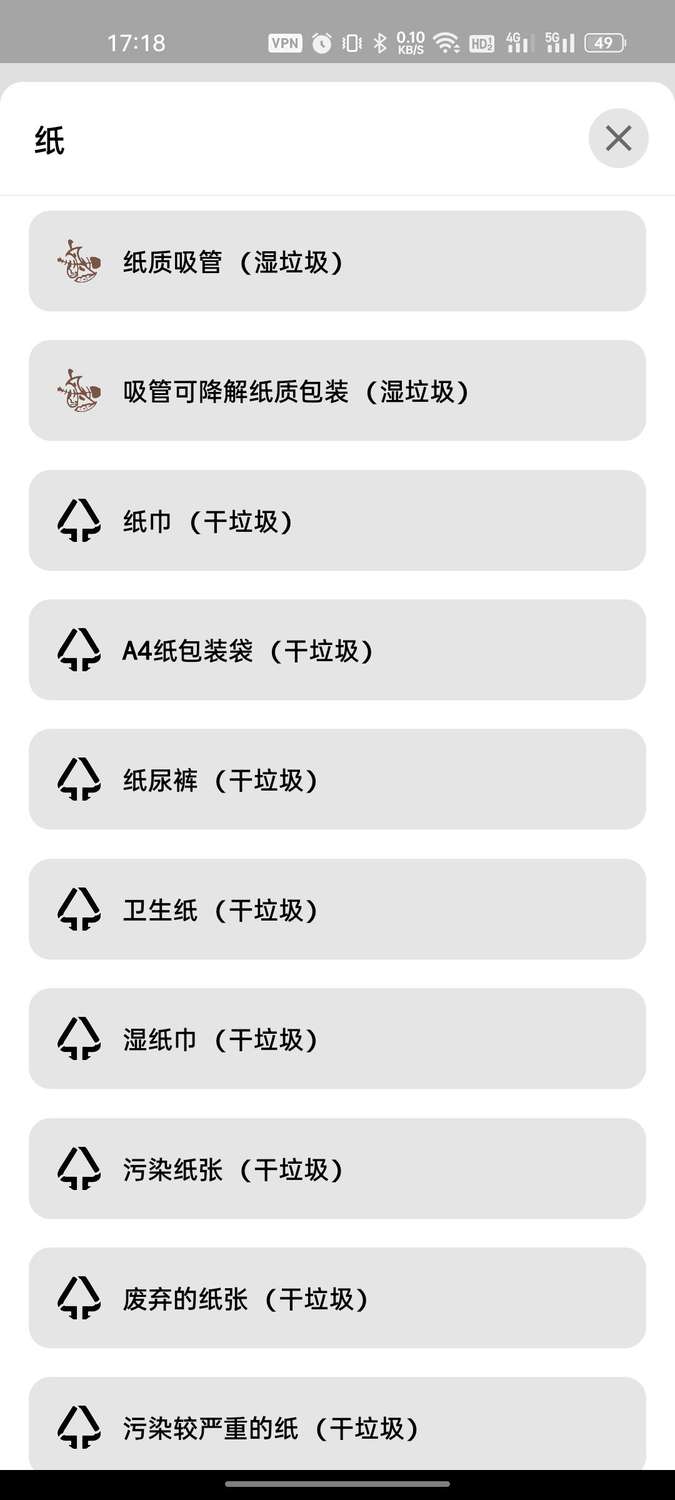 17:18 VPN 0.10 KB/S HD 4G 5G 49
纸
纸质吸管（湿垃圾）
吸管可降解纸质包装（湿垃圾）
纸巾（干垃圾）
A4纸包装袋（干垃圾）
纸尿裤（干垃圾）
卫生纸（干垃圾）
湿纸巾（干垃圾）
污染纸张（干垃圾）
废弃的纸张（干垃圾）
污染较严重的纸（干垃圾）